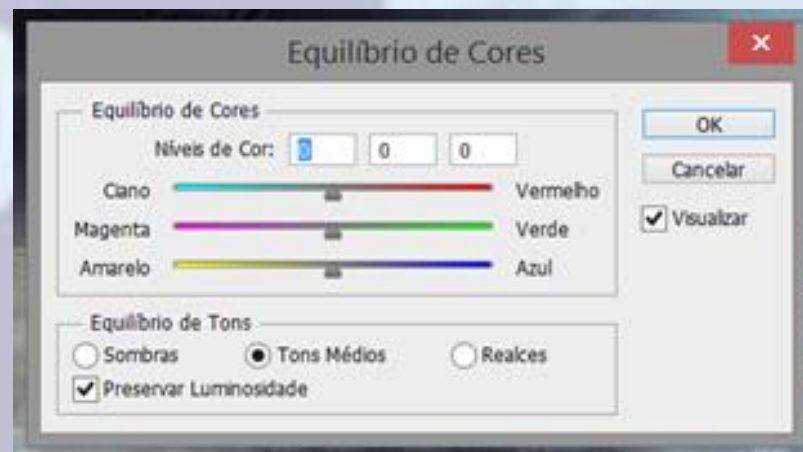 Equilíbrio de Cores
Equilíbrio de Cores
Níveis de Cor: 0 0 0
Ciano Vermelho
Magenta Verde
Amarelo Azul
Equilíbrio de Tons
Sombras Tons Médios Realces
Preservar Luminosidade
OK
Cancelar
Visualizar